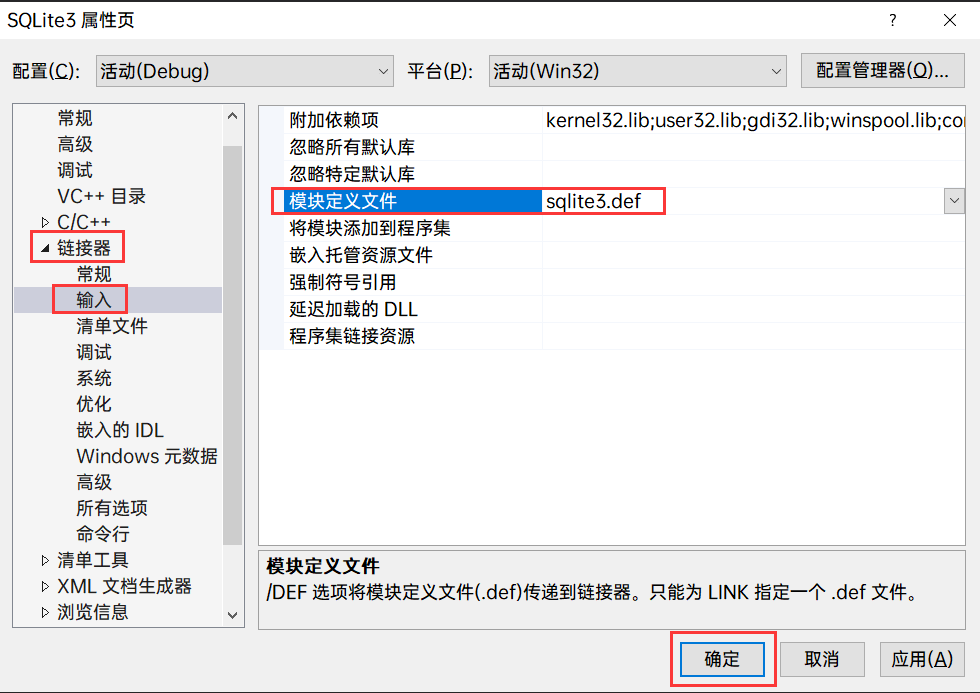 SQLite3 属性页
?
配置(C): 活动(Debug) 平台(P): 活动(Win32) 配置管理器(O)...
常规
高级
调试
VC++ 目录
C/C++
链接器
常规
输入
清单文件
调试
系统
优化
嵌入的 IDL
Windows 元数据
高级
所有选项
命令行
清单工具
XML 文档生成器
浏览信息
附加依赖项 kernel32.lib;user32.lib;gdi32.lib;winspool.lib;cor
忽略所有默认库
忽略特定默认库
模块定义文件 sqlite3.def
将模块添加到程序集
嵌入托管资源文件
强制符号引用
延迟加载的 DLL
程序集链接资源
模块定义文件
/DEF 选项将模块定义文件(.def)传递到链接器。只能为 LINK 指定一个 .def 文件。
确定 取消 应用(A)